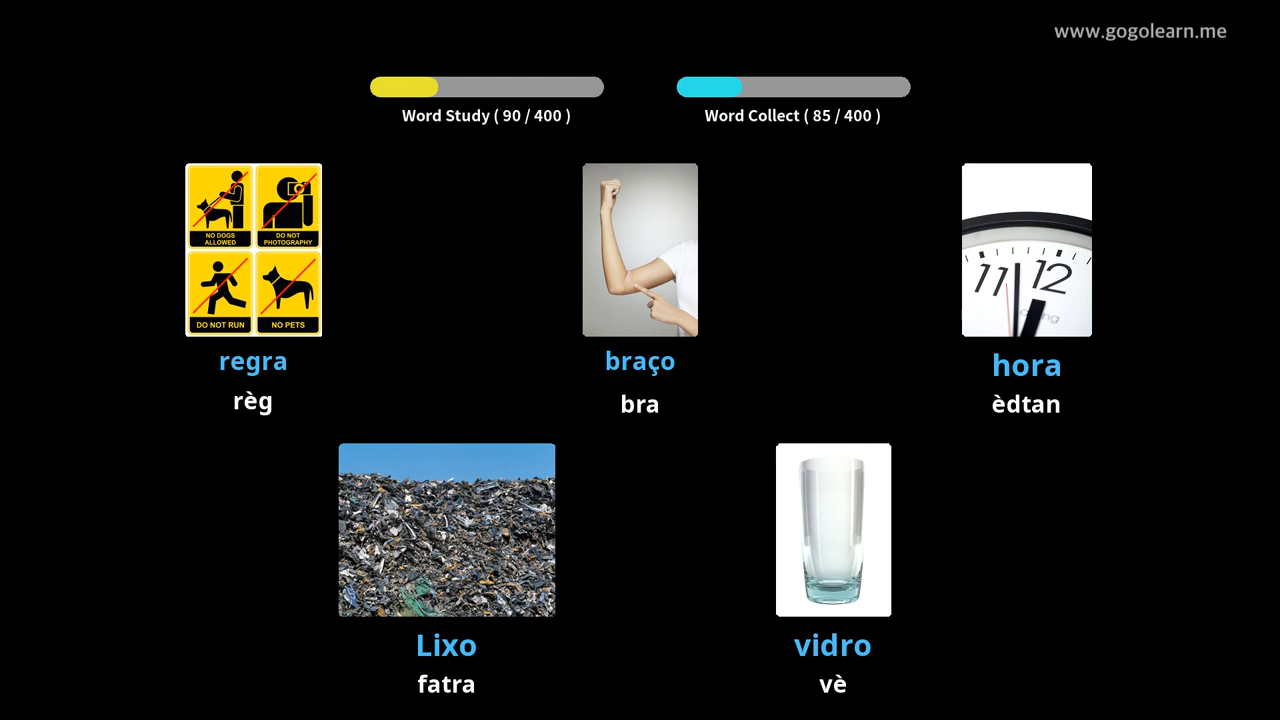 www.gogolearn.me
Word Study ( 90 / 400 )
Word Collect ( 85 / 400 )
NO DOGS
ALLOWED
DO NOT
PHOTOGRAPHY
DO NOT RUN
NO PETS
11
12
regra
braço
hora
règ
bra
èdtan
Lixo
vidro
fatra
vè